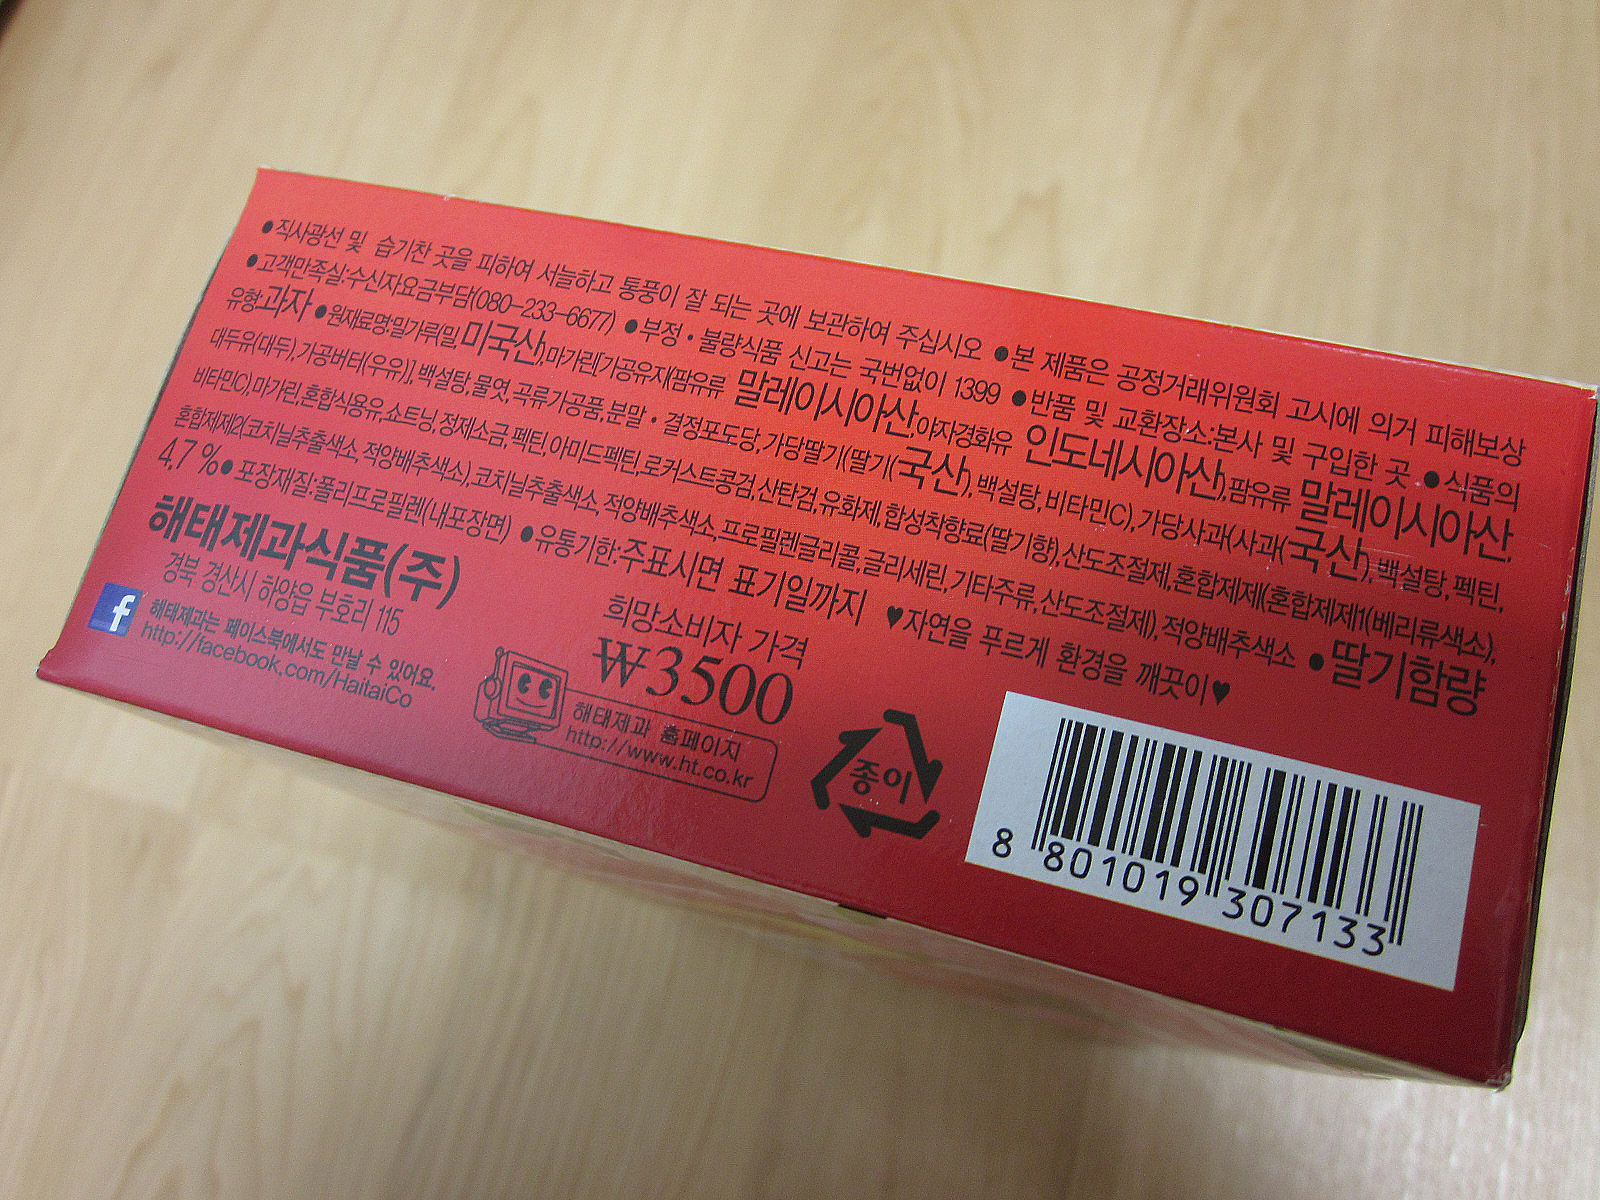 ●직사광선 및 습기찬 곳을 피하여 서늘하고 통풍이 잘 되는 곳에 보관하여 주십시오 ●본 제품은 공정거래위원회 고시에 의거 피해보상
●고객만족실:수신자요금부담(080-233-6677) ●부정・불량식품 신고는 국번없이 1399 ●반품 및 교환장소:본사 및 구입한 곳 ●식품의
유형:과자 ●원재료명:밀가루(밀,미국산),마가린[가공유지(팜유류 말레이시아산,야자경화유 인도네시아산),팜유류 말레이시아산,
대두유(대두),가공버터(우유)],백설탕,물엿,곡류가공품,분말・결정포도당,가당딸기(딸기(국산),백설탕,비타민C),가당사과(사과(국산),백설탕,펙틴,
비타민C),마가린,혼합식용유,쇼트닝,정제소금,펙틴,아미드펙틴,로커스트콩검,산탄검,유화제,합성착향료(딸기향),산도조절제,혼합제제(혼합제제1(베리류색소),
혼합제제2(코치닐추출색소,적양배추색소),코치닐추출색소,적양배추색소,프로필렌글리콜,글리세린,기타주류,산도조절제),적양배추색소 ●딸기함량
4.7 %● 포장재질:폴리프로필렌(내포장면) ●유통기한:주표시면 표기일까지 ♥자연을 푸르게 환경을 깨끗이♥
해태제과식품(주)
경북 경산시 하양읍 부호리 115
f 해태제과는 페이스북에서도 만날 수 있어요.
http://facebook.com/HaitaiCo
희망소비자 가격
₩3500
해태제과 홈페이지
http://www.ht.co.kr
종이
8 801019 307133